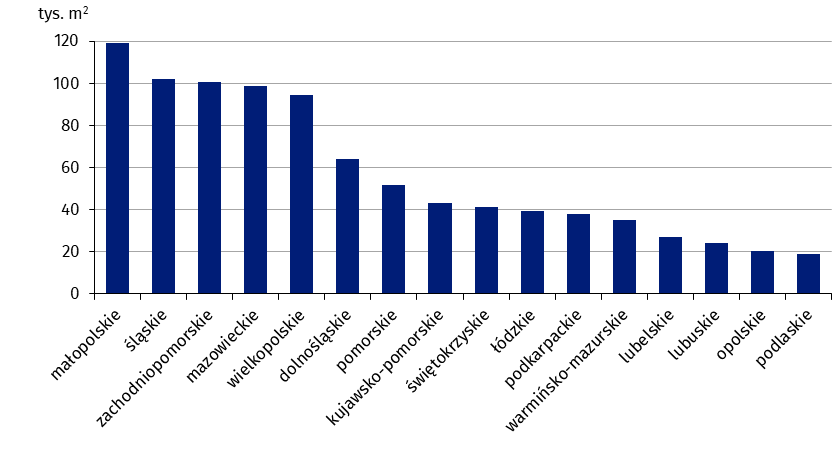 tys. m²
120
100
80
60
40
20
0
małopolskie
śląskie
zachodniopomorskie
mazowieckie
wielkopolskie
dolnośląskie
pomorskie
kujawsko-pomorskie
świętokrzyskie
łódzkie
podkarpackie
warmińsko-mazurskie
lubelskie
lubuskie
opolskie
podlaskie